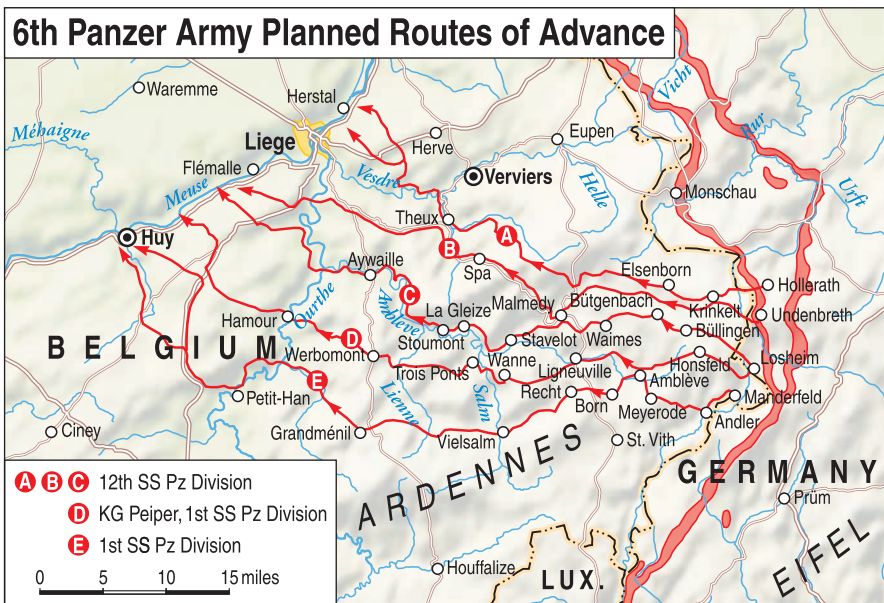 6th Panzer Army Planned Routes of Advance
Vicht
Waremme
Herstal
Rur
Méhaigne
Liege
Herve
Eupen
Flémalle
Vesdre
Verviers
Helle
Urft
Meuse
Monschau
Theux
A
Huy
B
Spa
Aywaille
Elsenborn
Hollerath
C
Ourthe
Amblève
La Gleize
Malmedy
Bütgenbach
Krinkelt
Undenbreth
Hamour
Stoumont
Stavelot
Waimes
Büllingen
BELGIUM
D
Werbomont
Wanne
Honsfeld
Losheim
Trois Ponts
Ligneuville
Amblève
E
Lienne
Salm
Recht
Born
Manderfeld
Petit-Han
Meyerode
Andler
Ciney
Grandménil
Vielsalm
St. Vith
ARDENNES
GERMANY
A B C 12th SS Pz Division
Prüm
D KG Peiper, 1st SS Pz Division
E 1st SS Pz Division
EIFEL
Houffalize
LUX.
0 5 10 15 miles